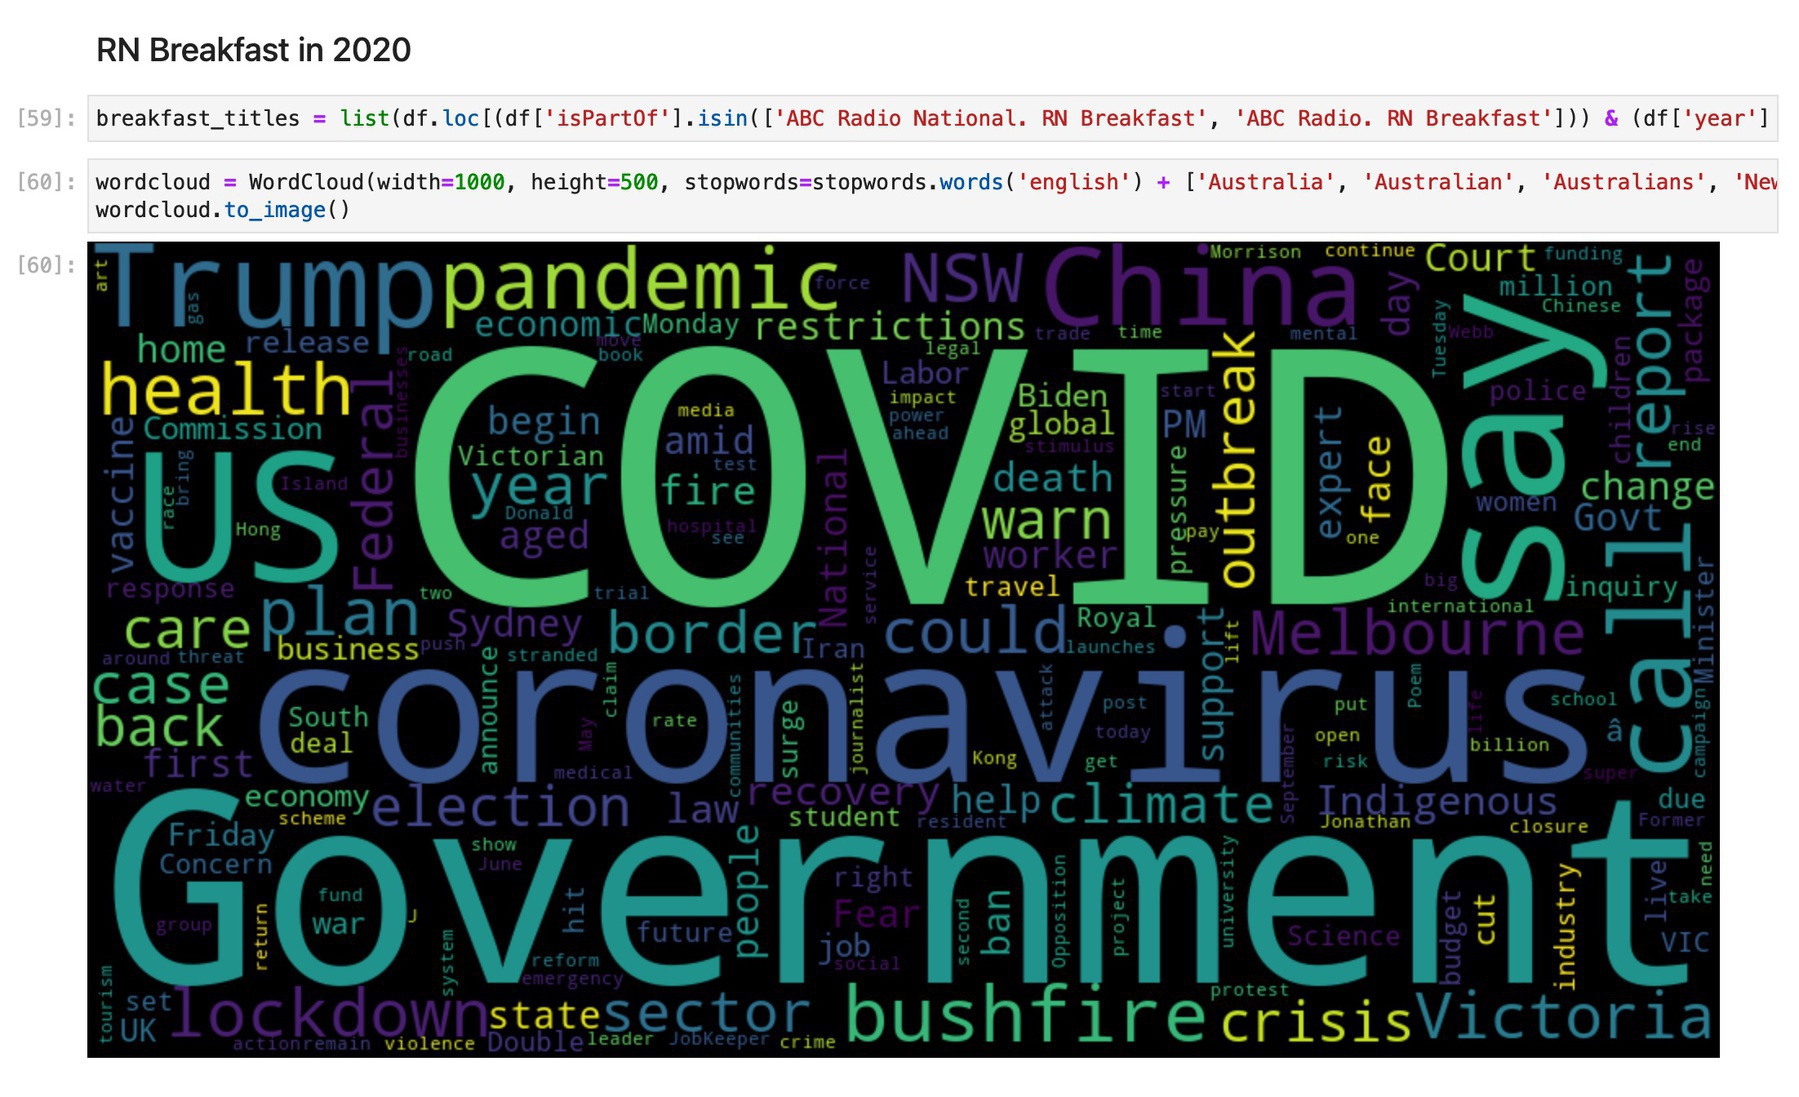 RN Breakfast in 2020
[59]: breakfast_titles = list(df.loc[(df['isPartOf'].isin(['ABC Radio National. RN Breakfast', 'ABC Radio. RN Breakfast'])) & (df['year']
[60]: wordcloud = WordCloud(width=1000, height=500, stopwords=stopwords.words('english') + ['Australia', 'Australian', 'Australians', 'New
wordcloud.to_image()
[60]:
art Trump pandemic force NSW China Morrison continue Court funding
gas million Chinese report package
economic Monday restrictions trade time mental day Tuesday Webb say
home release road move book legal outbreak
health businesses COVID Labor Biden start police children
Federal begin media impact global PM
Commission vaccine amid power ahead stimulus expert face rise end
Victorian test National death pressure
US race bring Island year fire change
Hong Donald hospital see warn pay women Govt
aged worker one call
response two trial service travel big inquiry
plan international Minister
care Sydney border could Royal Melbourne
business push Iran launches support lift
around threat announce stranded claim
case coronavirus journalist attack Poem life school
back South rate communities surge post put â campaign
deal May today open billion
first medical Kong get risk super
water September
economy election law recovery help climate Indigenous due
scheme student resident Jonathan closure Former
Friday Government people
Concern show June university need
fund right second Opposition project live take
group return war J hit Fear ban budget cut industry
future job Science VIC
system reform social
tourism emergency
set lockdown state sector bushfire protest crisis Victoria
UK
action remain violence Double leader JobKeeper crime